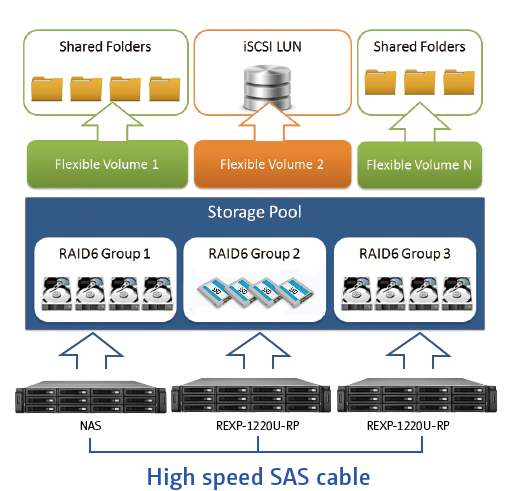 Shared Folders
iSCSI LUN
Shared Folders
Flexible Volume 1
Flexible Volume 2
Flexible Volume N
Storage Pool
RAID6 Group 1
RAID6 Group 2
RAID6 Group 3
NAS
REXP-1220U-RP
REXP-1220U-RP
High speed SAS cable